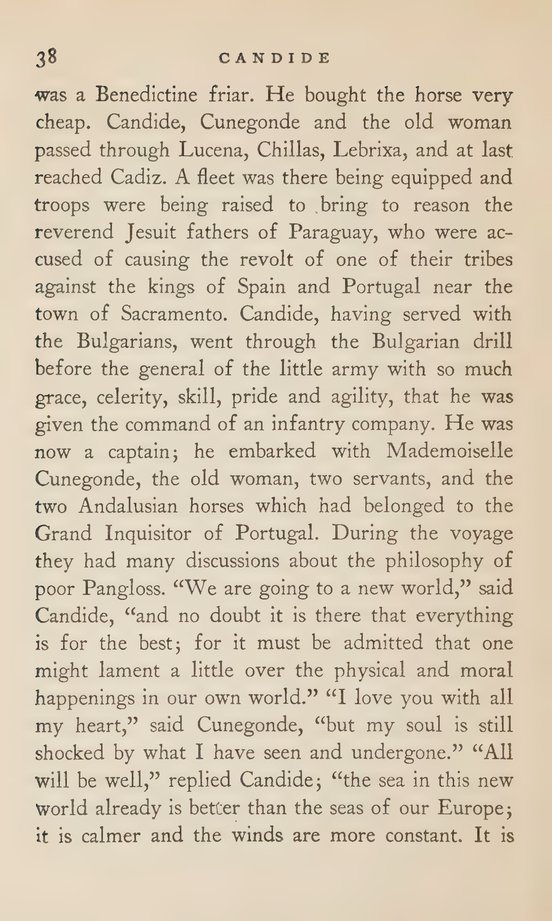 38 CANDIDE
was a Benedictine friar. He bought the horse very
cheap. Candide, Cunegonde and the old woman
passed through Lucena, Chillas, Lebrixa, and at last
reached Cadiz. A fleet was there being equipped and
troops were being raised to bring to reason the
reverend Jesuit fathers of Paraguay, who were ac-
cused of causing the revolt of one of their tribes
against the kings of Spain and Portugal near the
town of Sacramento. Candide, having served with
the Bulgarians, went through the Bulgarian drill
before the general of the little army with so much
grace, celerity, skill, pride and agility, that he was
given the command of an infantry company. He was
now a captain; he embarked with Mademoiselle
Cunegonde, the old woman, two servants, and the
two Andalusian horses which had belonged to the
Grand Inquisitor of Portugal. During the voyage
they had many discussions about the philosophy of
poor Pangloss. “We are going to a new world,” said
Candide, “and no doubt it is there that everything
is for the best; for it must be admitted that one
might lament a little over the physical and moral
happenings in our own world.” “I love you with all
my heart,” said Cunegonde, “but my soul is still
shocked by what I have seen and undergone.” “All
will be well,” replied Candide; “the sea in this new
world already is better than the seas of our Europe;
it is calmer and the winds are more constant. It is